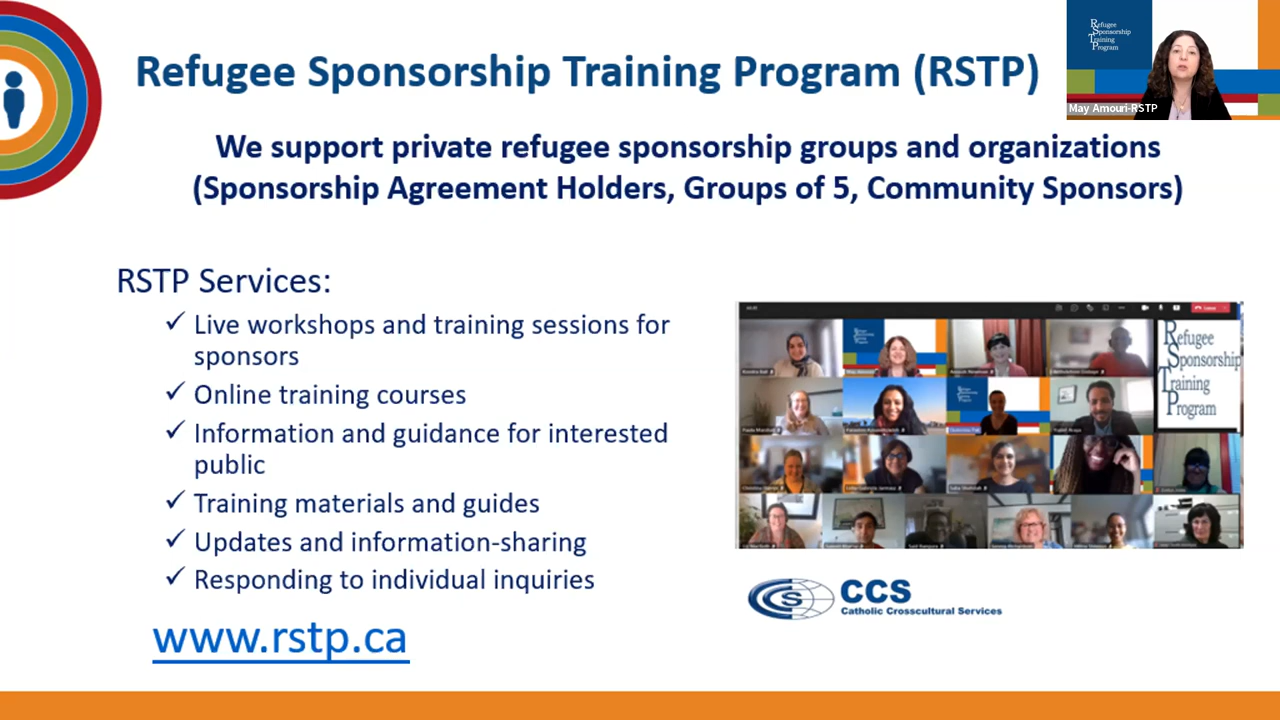 Refugee Sponsorship Training Program (RSTP)
Refugee
Sponsorship
Training
Program
May Amouri-RSTP
We support private refugee sponsorship groups and organizations
(Sponsorship Agreement Holders, Groups of 5, Community Sponsors)
RSTP Services:
✓ Live workshops and training sessions for
sponsors
✓ Online training courses
✓ Information and guidance for interested
public
✓ Training materials and guides
✓ Updates and information-sharing
✓ Responding to individual inquiries
www.rstp.ca
Leave
Refugee
Sponsorship
Training
Program
CCS
Catholic Crosscultural Services